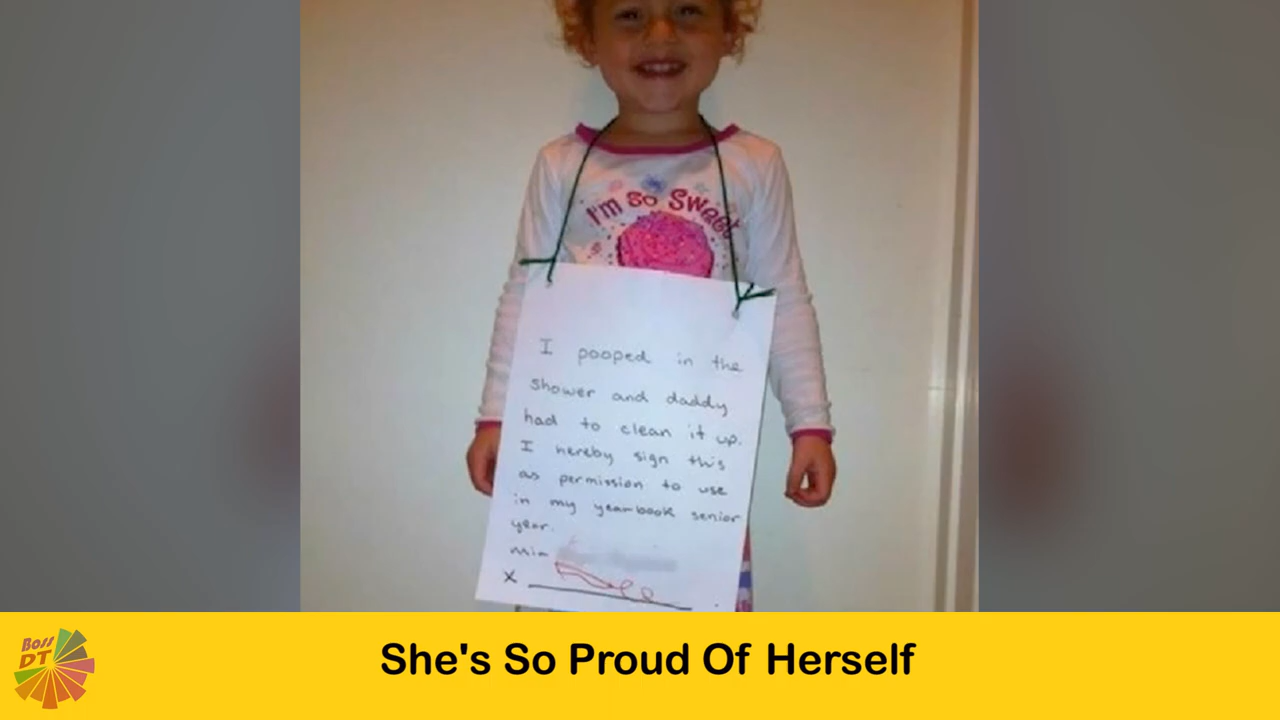 I'm so Sweet
I pooped in the
shower and daddy
had to clean it up.
I hereby sign this
as permission to use
in my yearbook senior
year.
X
Boss
DT
She's So Proud Of Herself